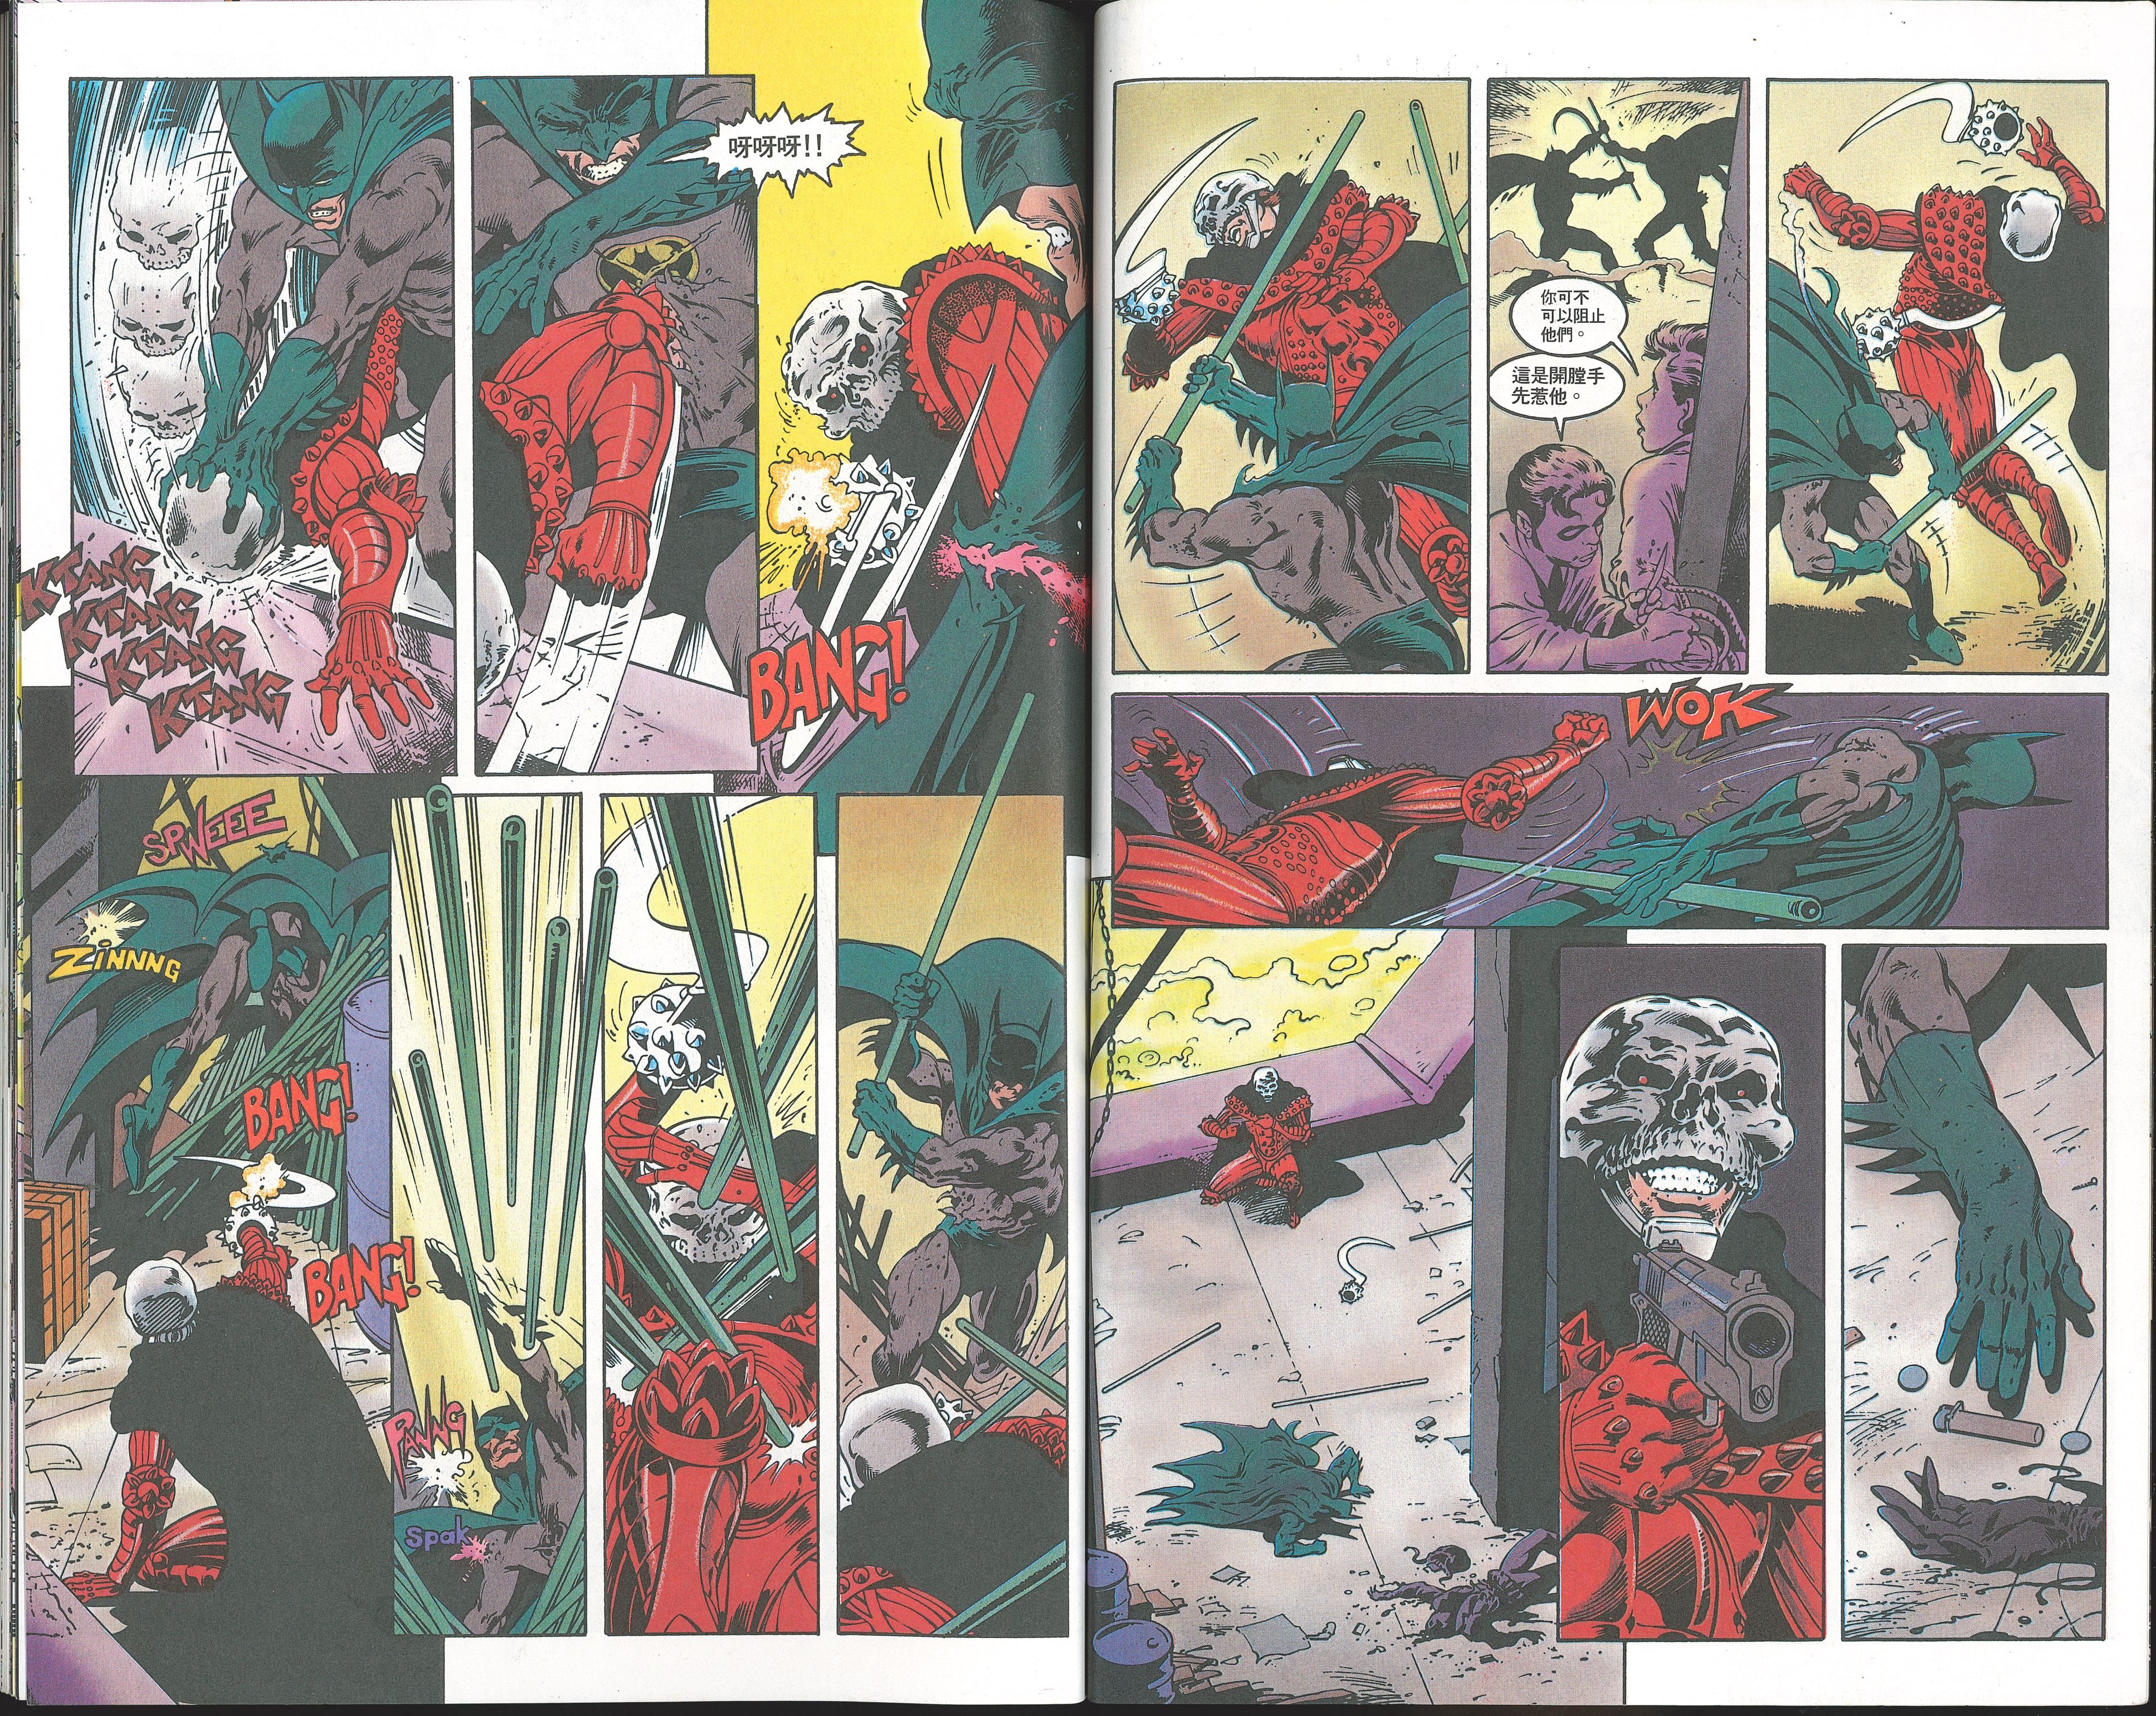 呀呀呀!!
KTANG
KTANG
KTANG
KTANG
BANG!
SPWEEE
ZINNNG
BANG!
BANG!
PANNG
Spak
你可不
可以阻止
他們。
這是開膛手
先惹他。
WOK